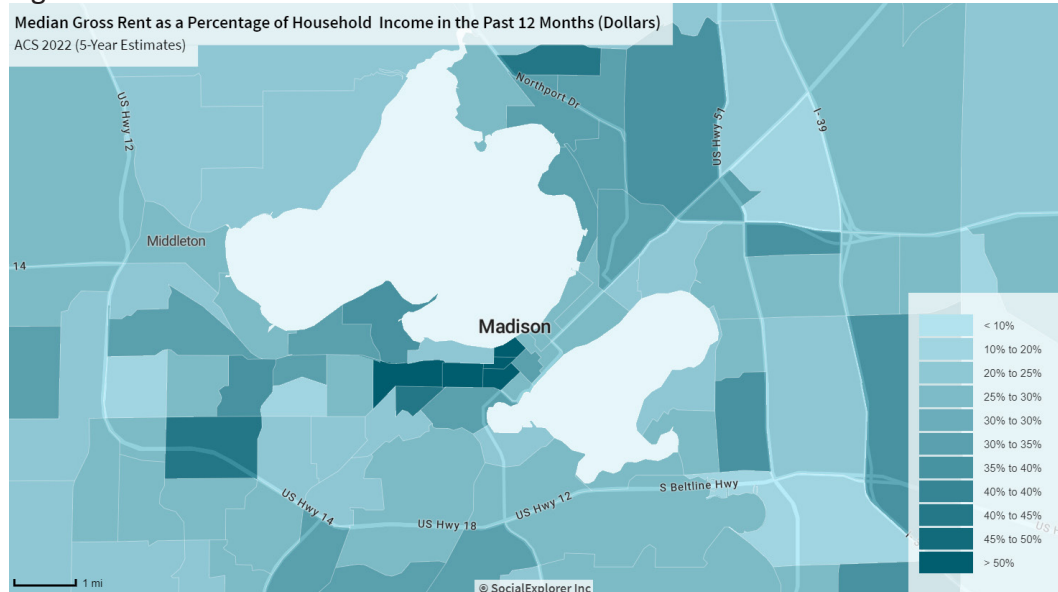 Median Gross Rent as a Percentage of Household Income in the Past 12 Months (Dollars)
ACS 2022 (5-Year Estimates)
Northport Dr
US Hwy 12
US Hwy 51
I-39
Middleton
14
Madison
< 10%
10% to 20%
20% to 25%
25% to 30%
30% to 30%
30% to 35%
35% to 40%
40% to 40%
40% to 45%
45% to 50%
> 50%
S Beltline Hwy
US Hwy 14
US Hwy 12
US Hwy 18
US H
1 mi
© SocialExplorer Inc